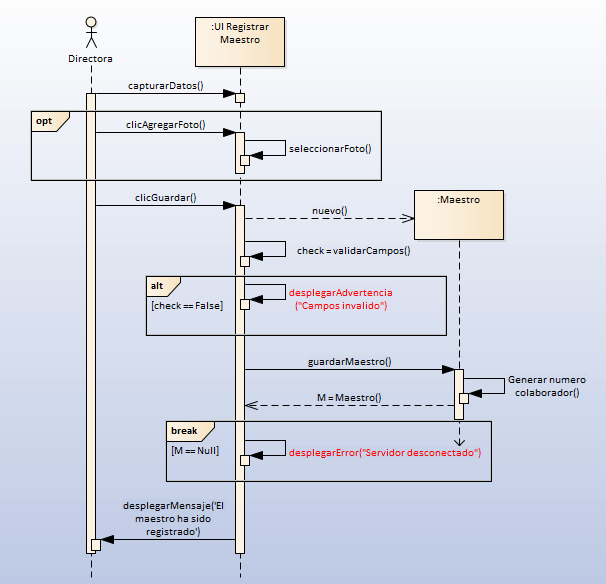 :UI Registrar
Maestro
Directora
capturarDatos()
opt
clicAgregarFoto()
seleccionarFoto()
clicGuardar()
:Maestro
nuevo()
check = validarCampos()
alt
[check == False]
desplegarAdvertencia
("Campos invalido")
guardarMaestro()
Generar numero
colaborador()
M = Maestro()
break
[M == Null]
desplegarError("Servidor desconectado")
desplegarMensaje('El
maestro ha sido
registrado')